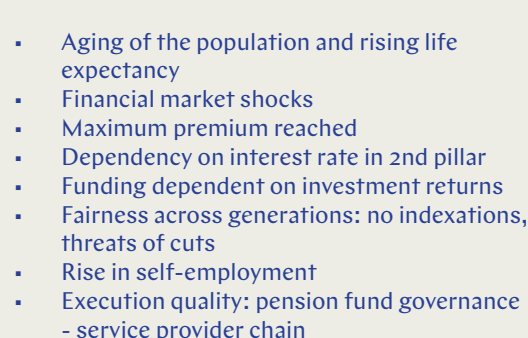 ▪ Aging of the population and rising life
expectancy
▪ Financial market shocks
▪ Maximum premium reached
▪ Dependency on interest rate in 2nd pillar
▪ Funding dependent on investment returns
▪ Fairness across generations: no indexations,
threats of cuts
▪ Rise in self-employment
▪ Execution quality: pension fund governance
- service provider chain